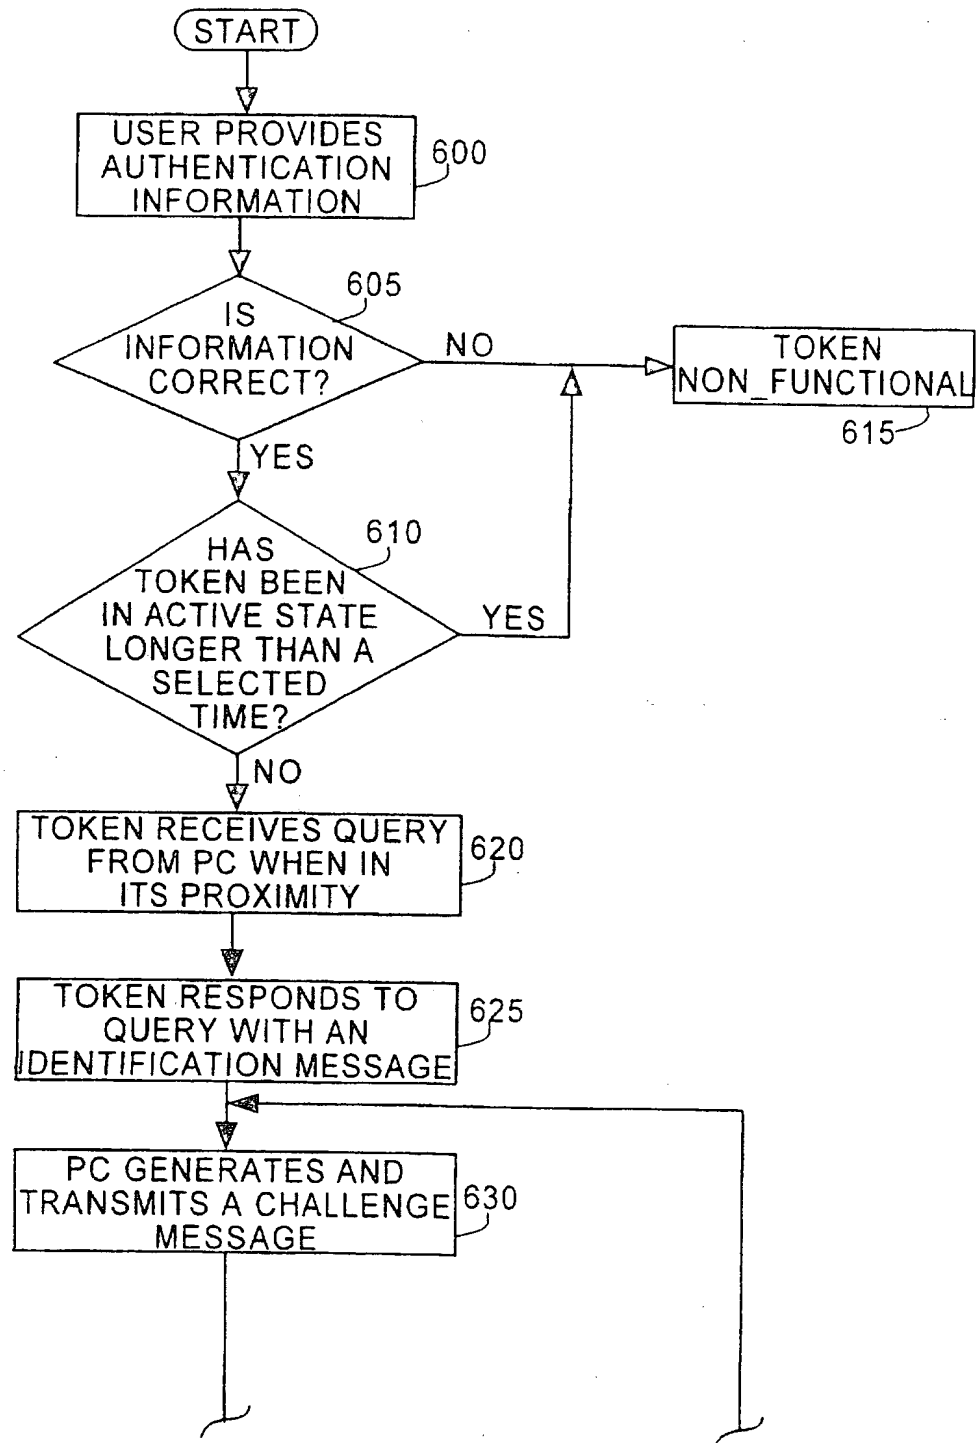 START
USER PROVIDES
AUTHENTICATION
INFORMATION
600
605
IS
INFORMATION
CORRECT?
NO
TOKEN
NON_FUNCTIONAL
615
YES
610
HAS
TOKEN BEEN
IN ACTIVE STATE
LONGER THAN A
SELECTED
TIME?
YES
NO
TOKEN RECEIVES QUERY
FROM PC WHEN IN
ITS PROXIMITY
620
TOKEN RESPONDS TO
QUERY WITH AN
IDENTIFICATION MESSAGE
625
PC GENERATES AND
TRANSMITS A CHALLENGE
MESSAGE
630